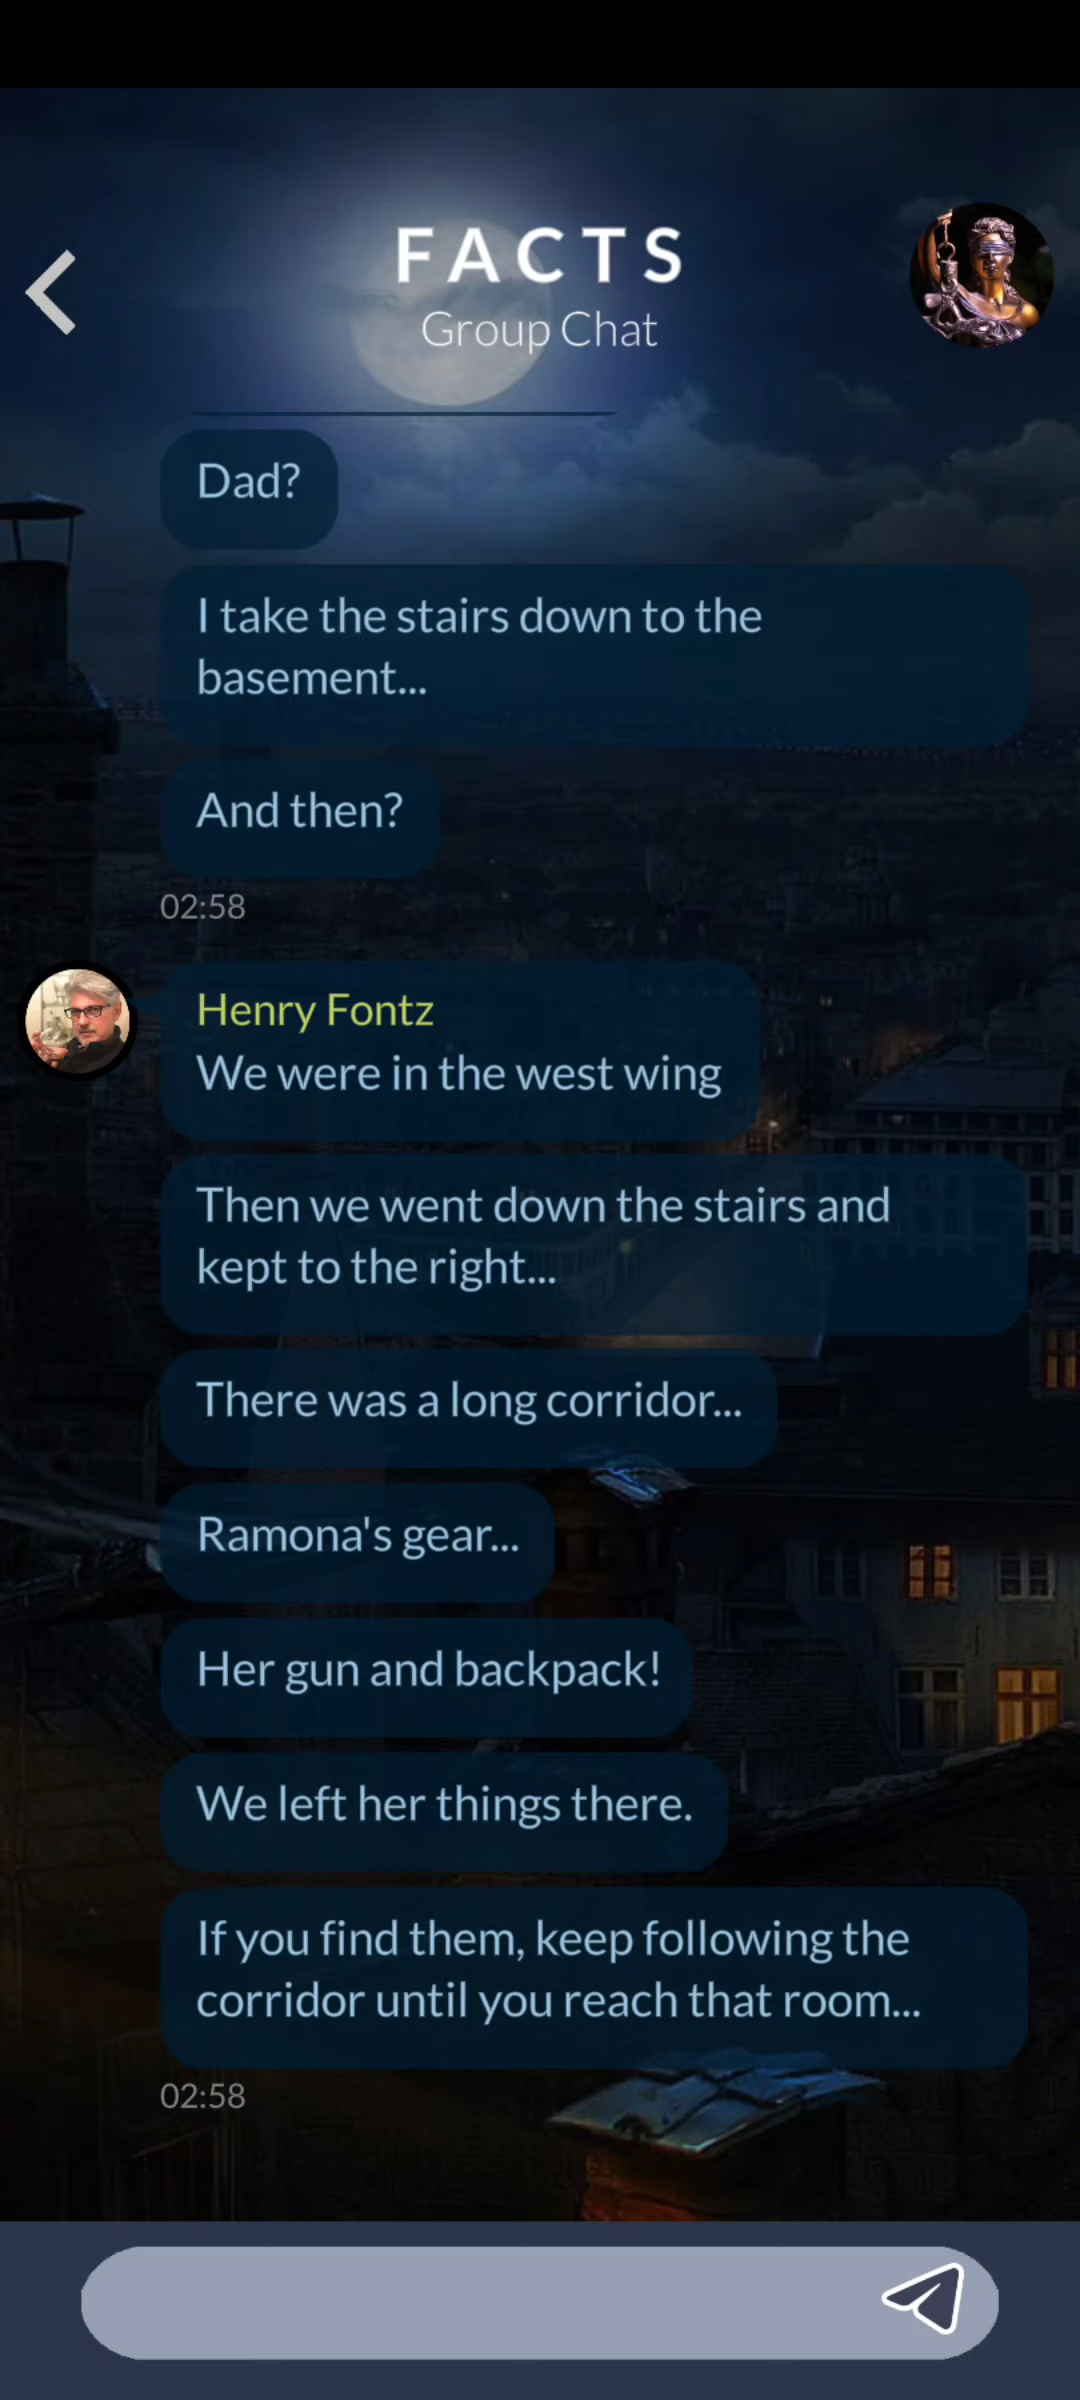 FACTS
Group Chat
Dad?
I take the stairs down to the
basement...
And then?
02:58
Henry Fontz
We were in the west wing
Then we went down the stairs and
kept to the right...
There was a long corridor...
Ramona's gear...
Her gun and backpack!
We left her things there.
If you find them, keep following the
corridor until you reach that room...
02:58